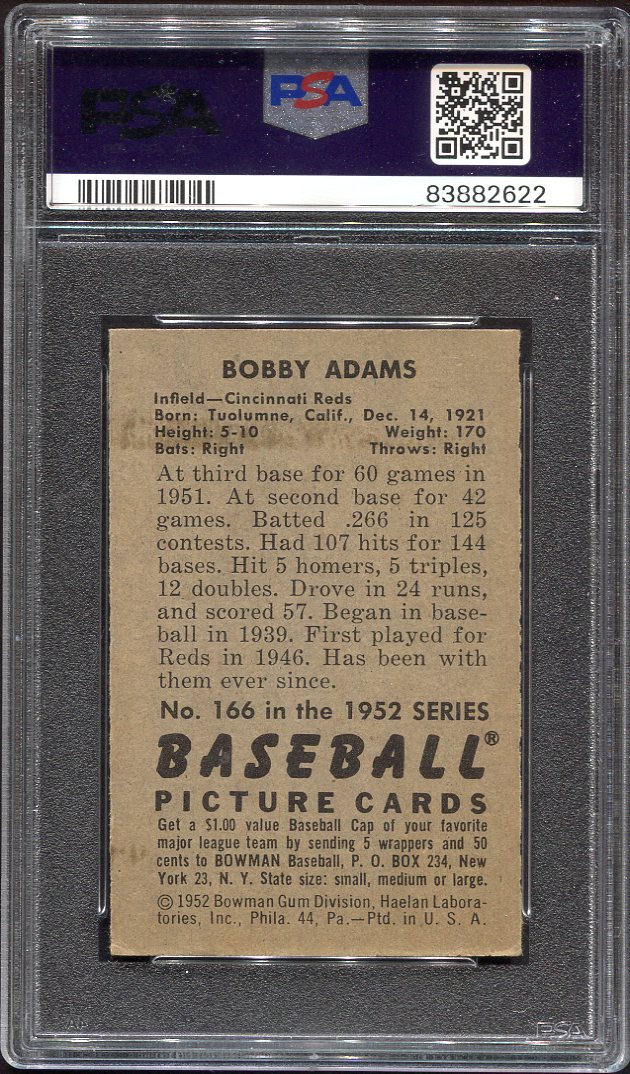 PSA
PSA
83882622
BOBBY ADAMS
Infield—Cincinnati Reds
Born: Tuolumne, Calif., Dec. 14, 1921
Height: 5-10 Weight: 170
Bats: Right Throws: Right
At third base for 60 games in
1951. At second base for 42
games. Batted .266 in 125
contests. Had 107 hits for 144
bases. Hit 5 homers, 5 triples,
12 doubles. Drove in 24 runs,
and scored 57. Began in base-
ball in 1939. First played for
Reds in 1946. Has been with
them ever since.
No. 166 in the 1952 SERIES
BASEBALL®
PICTURE CARDS
Get a $1.00 value Baseball Cap of your favorite
major league team by sending 5 wrappers and 50
cents to BOWMAN Baseball, P. O. BOX 234, New
York 23, N. Y. State size: small, medium or large.
© 1952 Bowman Gum Division, Haelan Labora-
tories, Inc., Phila. 44, Pa.—Ptd. in U. S. A.
PSA